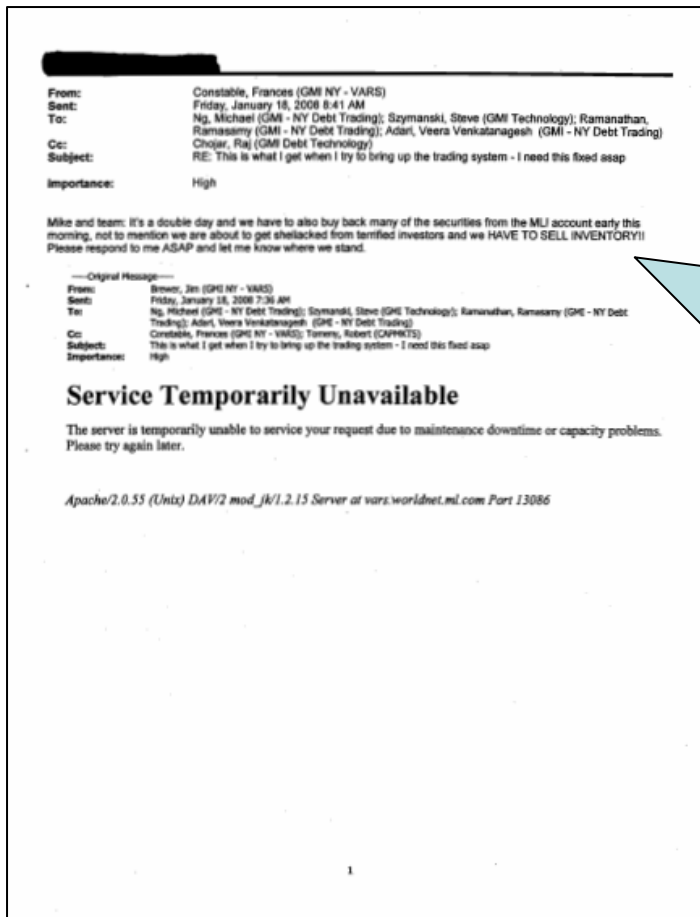 From: Constable, Frances (GMI NY - VARS)
Sent: Friday, January 18, 2008 8:41 AM
To: Ng, Michael (GMI - NY Debt Trading); Szymanski, Steve (GMI Technology); Ramanathan,
Ramasamy (GMI - NY Debt Trading); Adari, Veera Venkatanagesh (GMI - NY Debt Trading)
Cc: Chojar, Raj (GMI Debt Technology)
Subject: RE: This is what I get when I try to bring up the trading system - I need this fixed asap
Importance: High
Mike and team: It's a double day and we have to also buy back many of the securities from the MLI account early this
morning, not to mention we are about to get shellacked from terrified investors and we HAVE TO SELL INVENTORY!!
Please respond to me ASAP and let me know where we stand.
-----Original Message-----
From: Brewer, Jim (GMI NY - VARS)
Sent: Friday, January 18, 2008 7:36 AM
To: Ng, Michael (GMI - NY Debt Trading); Szymanski, Steve (GMI Technology); Ramanathan, Ramasamy (GMI - NY Debt
Trading); Adari, Veera Venkatanagesh (GMI - NY Debt Trading)
Cc: Constable, Frances (GMI NY - VARS); Robert (CAPMKTS)
Subject: This is what I get when I try to bring up the trading system - I need this fixed asap
Importance: High
Service Temporarily Unavailable
The server is temporarily unable to service your request due to maintenance downtime or capacity problems.
Please try again later.
Apache/2.0.55 (Unix) DAV/2 mod_jk/1.2.15 Server at vars.worldnet.ml.com Port 13086
1